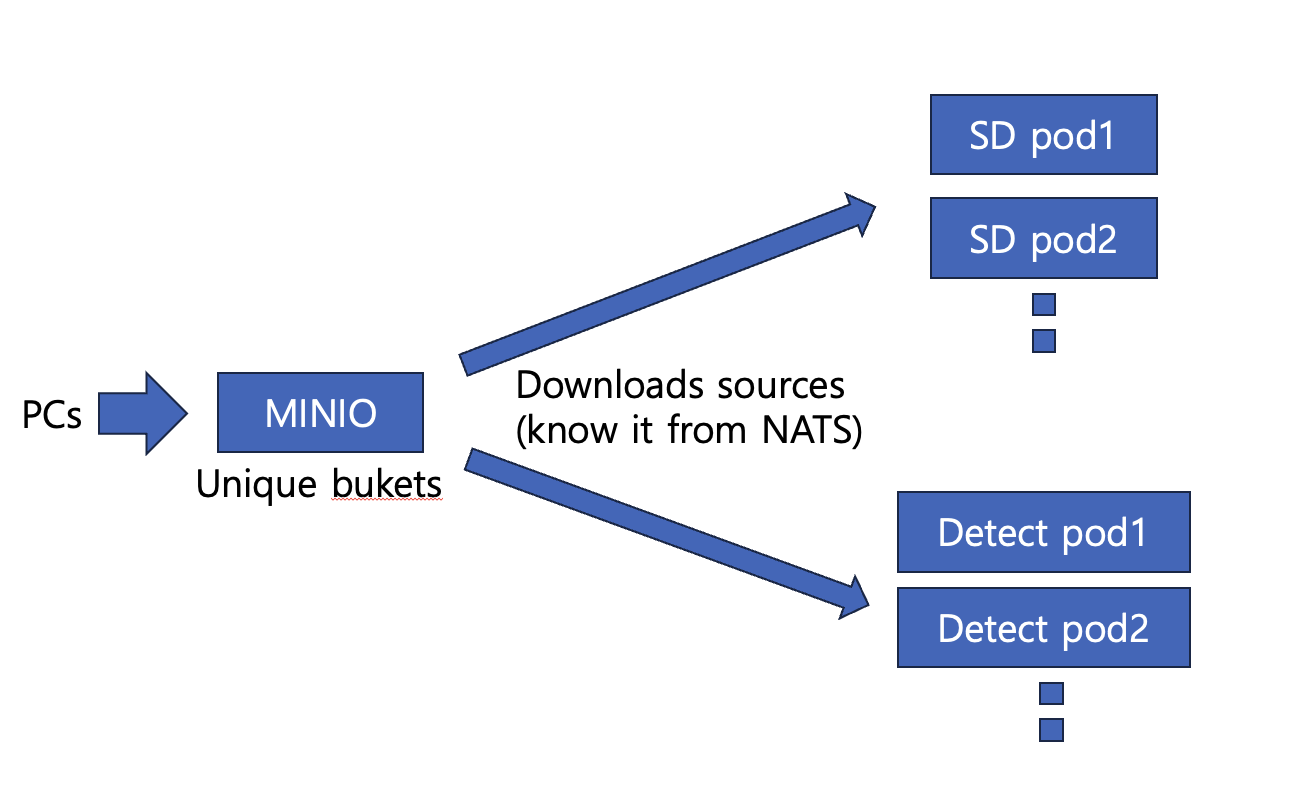 SD pod1
SD pod2
PCs
MINIO
Unique bukets
Downloads sources
(know it from NATS)
Detect pod1
Detect pod2